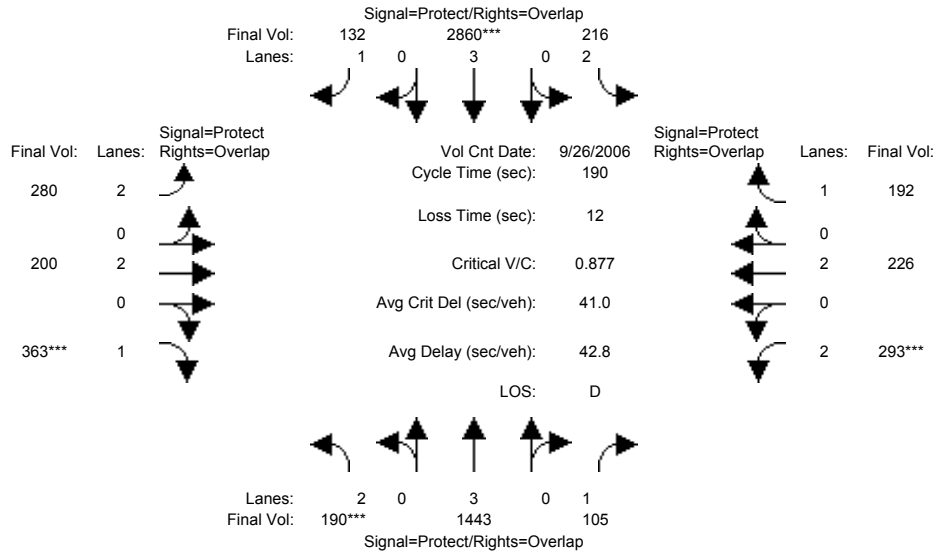 Signal=Protect/Rights=Overlap
Final Vol: 132 2860*** 216
Lanes: 1 0 3 0 2
Signal=Protect
Final Vol: Lanes: Rights=Overlap
Vol Cnt Date: 9/26/2006
Signal=Protect
Rights=Overlap Lanes: Final Vol:
Cycle Time (sec): 190
280 2
1 192
Loss Time (sec): 12
0
0
200 2
Critical V/C: 0.877
2 226
0
Avg Crit Del (sec/veh): 41.0
0
363*** 1
Avg Delay (sec/veh): 42.8
2 293***
LOS: D
Lanes: 2 0 3 0 1
Final Vol: 190*** 1443 105
Signal=Protect/Rights=Overlap